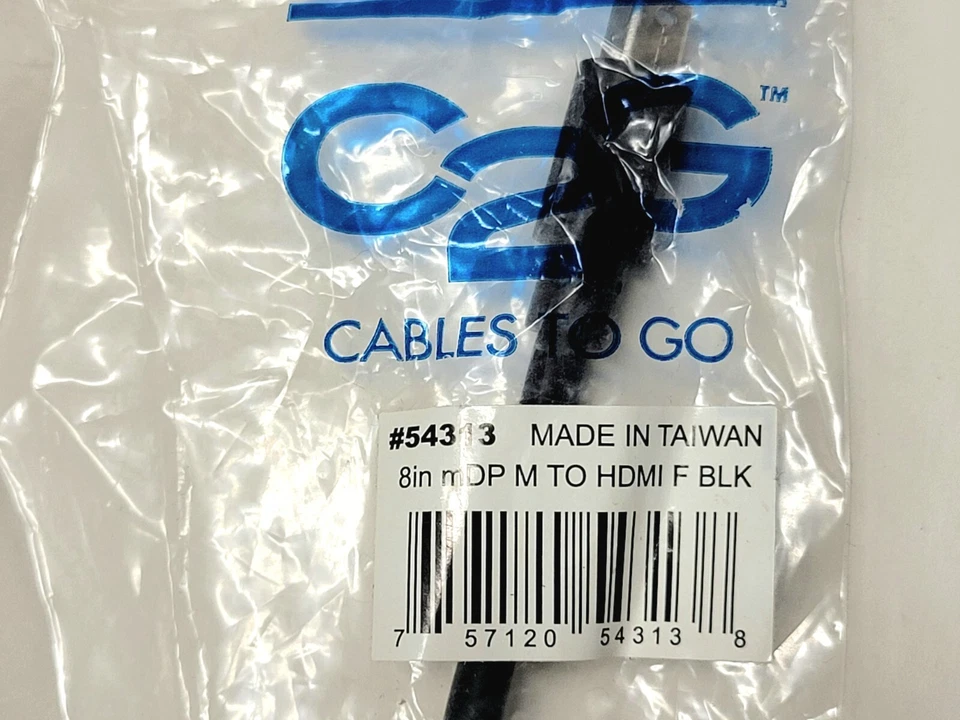 C2G™
CABLES TO GO
#54313 MADE IN TAIWAN
8in mDP M TO HDMI F BLK
7 57120 54313 8